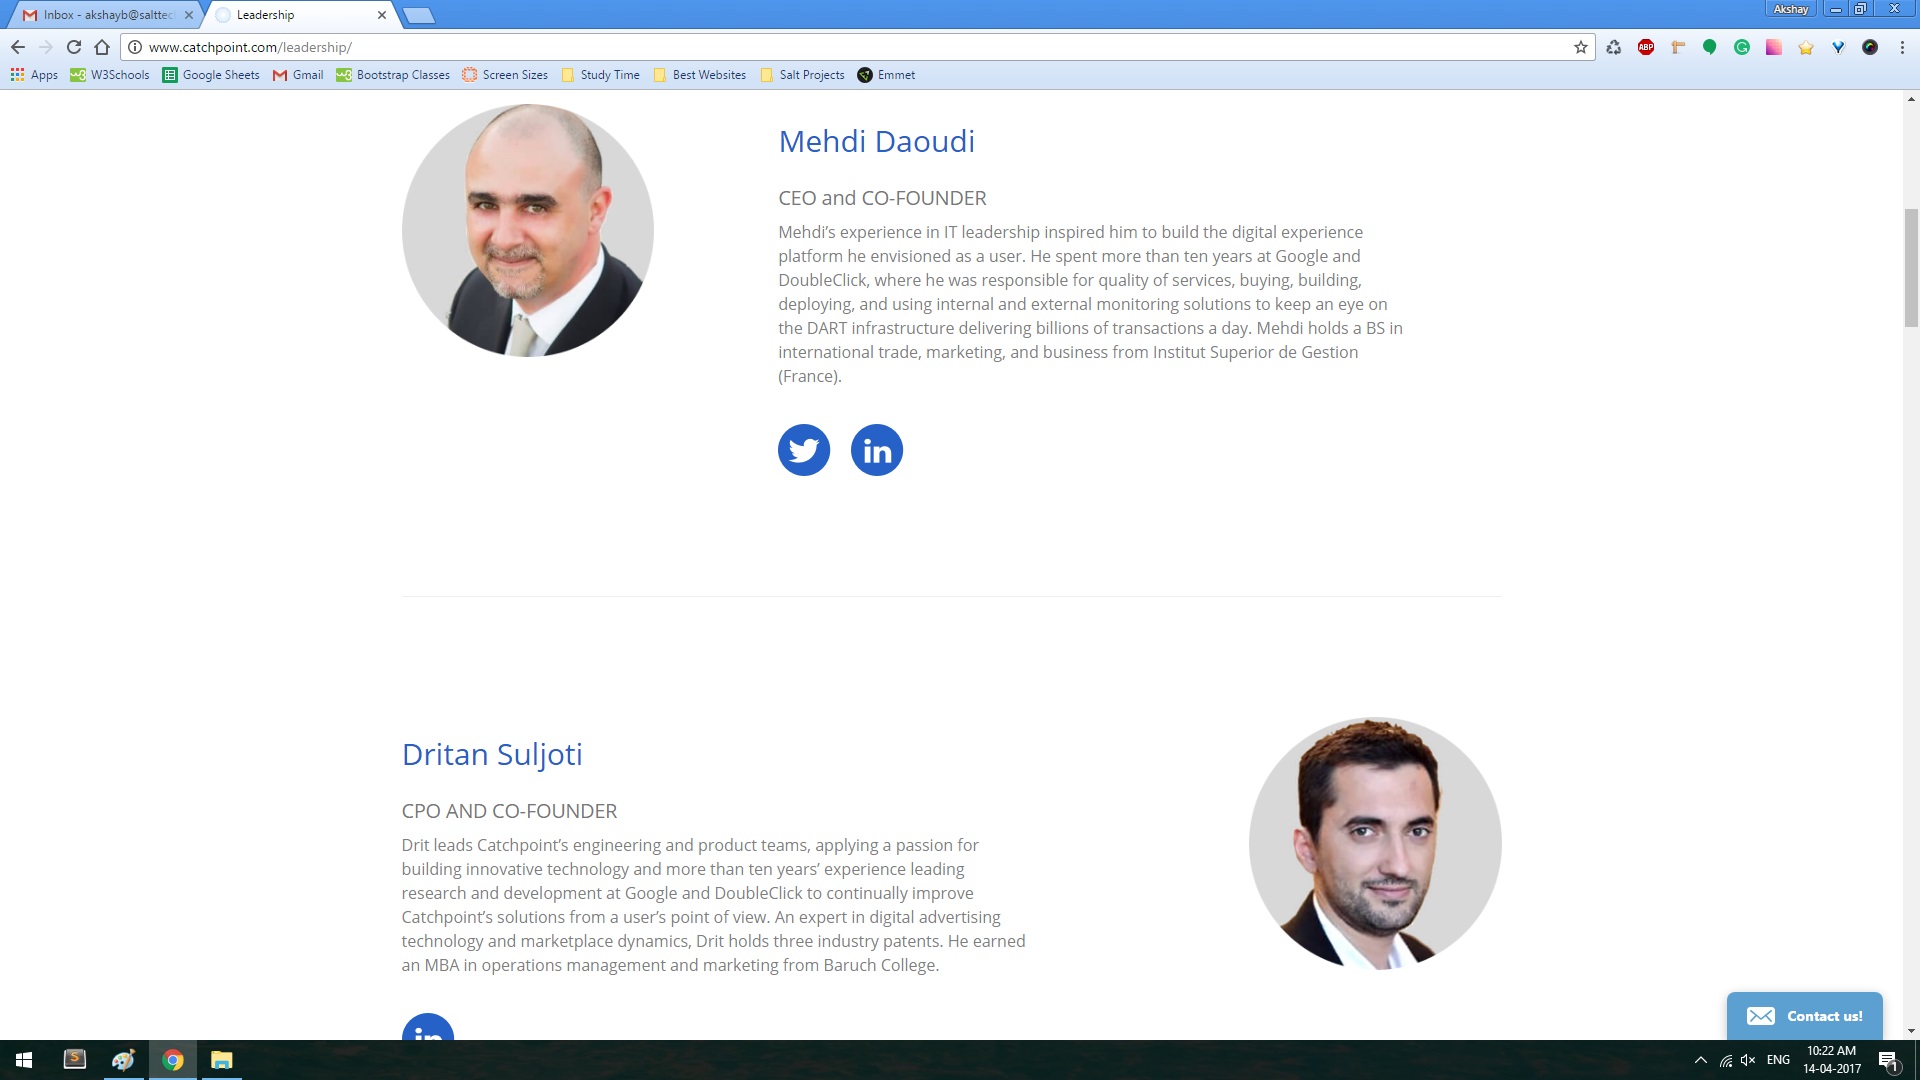 Inbox - akshayb@salttec
Leadership
Akshay
www.catchpoint.com/leadership/
ABP
Apps
W3Schools
Google Sheets
Gmail
Bootstrap Classes
Screen Sizes
Study Time
Best Websites
Salt Projects
Emmet
Mehdi Daoudi
CEO and CO-FOUNDER
Mehdi’s experience in IT leadership inspired him to build the digital experience
platform he envisioned as a user. He spent more than ten years at Google and
DoubleClick, where he was responsible for quality of services, buying, building,
deploying, and using internal and external monitoring solutions to keep an eye on
the DART infrastructure delivering billions of transactions a day. Mehdi holds a BS in
international trade, marketing, and business from Institut Superior de Gestion
(France).
in
Dritan Suljoti
CPO AND CO-FOUNDER
Drit leads Catchpoint’s engineering and product teams, applying a passion for
building innovative technology and more than ten years’ experience leading
research and development at Google and DoubleClick to continually improve
Catchpoint’s solutions from a user’s point of view. An expert in digital advertising
technology and marketplace dynamics, Drit holds three industry patents. He earned
an MBA in operations management and marketing from Baruch College.
in
Contact us!
ENG
10:22 AM
14-04-2017
1